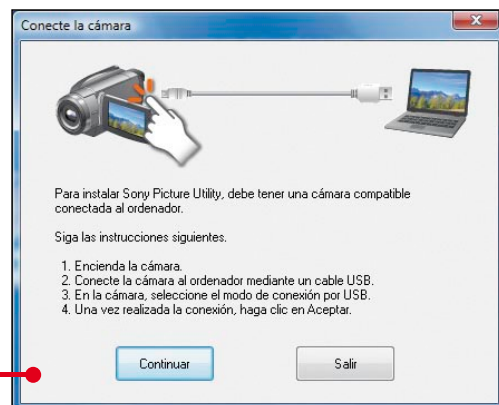 Conecte la cámara
Para instalar Sony Picture Utility, debe tener una cámara compatible
conectada al ordenador.
Siga las instrucciones siguientes.
1. Encienda la cámara.
2. Conecte la cámara al ordenador mediante un cable USB.
3. En la cámara, seleccione el modo de conexión por USB.
4. Una vez realizada la conexión, haga clic en Aceptar.
Continuar Salir